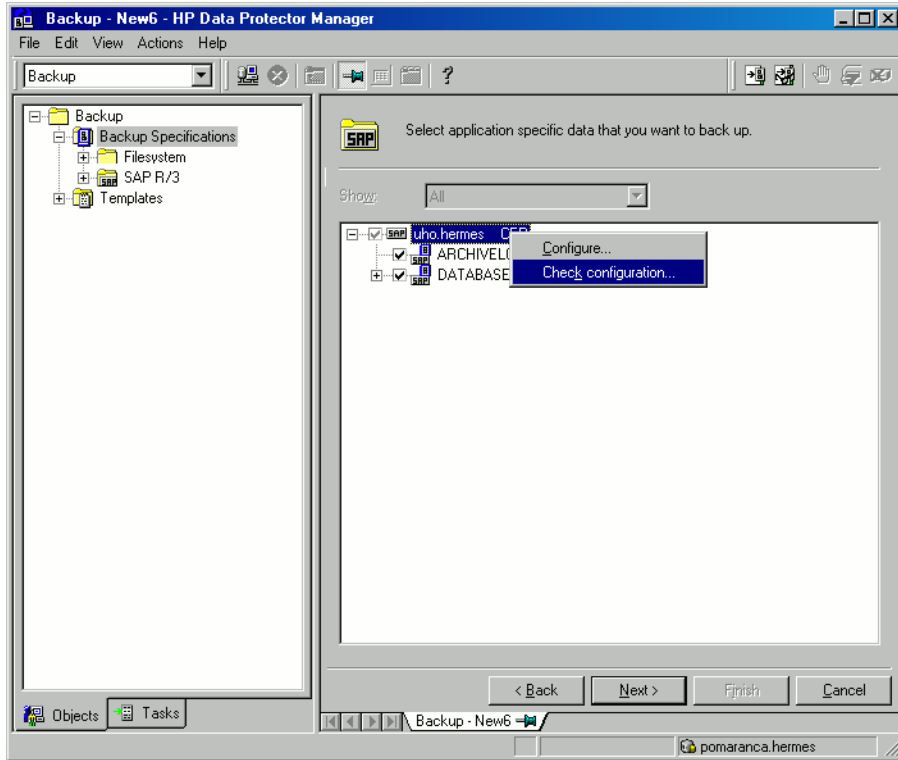 Backup - New6 - HP Data Protector Manager
File Edit View Actions Help
Backup
Backup
Backup Specifications
Filesystem
SAP R/3
Templates
SAP Select application specific data that you want to back up.
Show: All
SAP uho.hermes
ARCHIVEL
DATABASE
Configure...
Check configuration...
< Back Next > Finish Cancel
Objects Tasks
Backup - New6
pomaranca.hermes